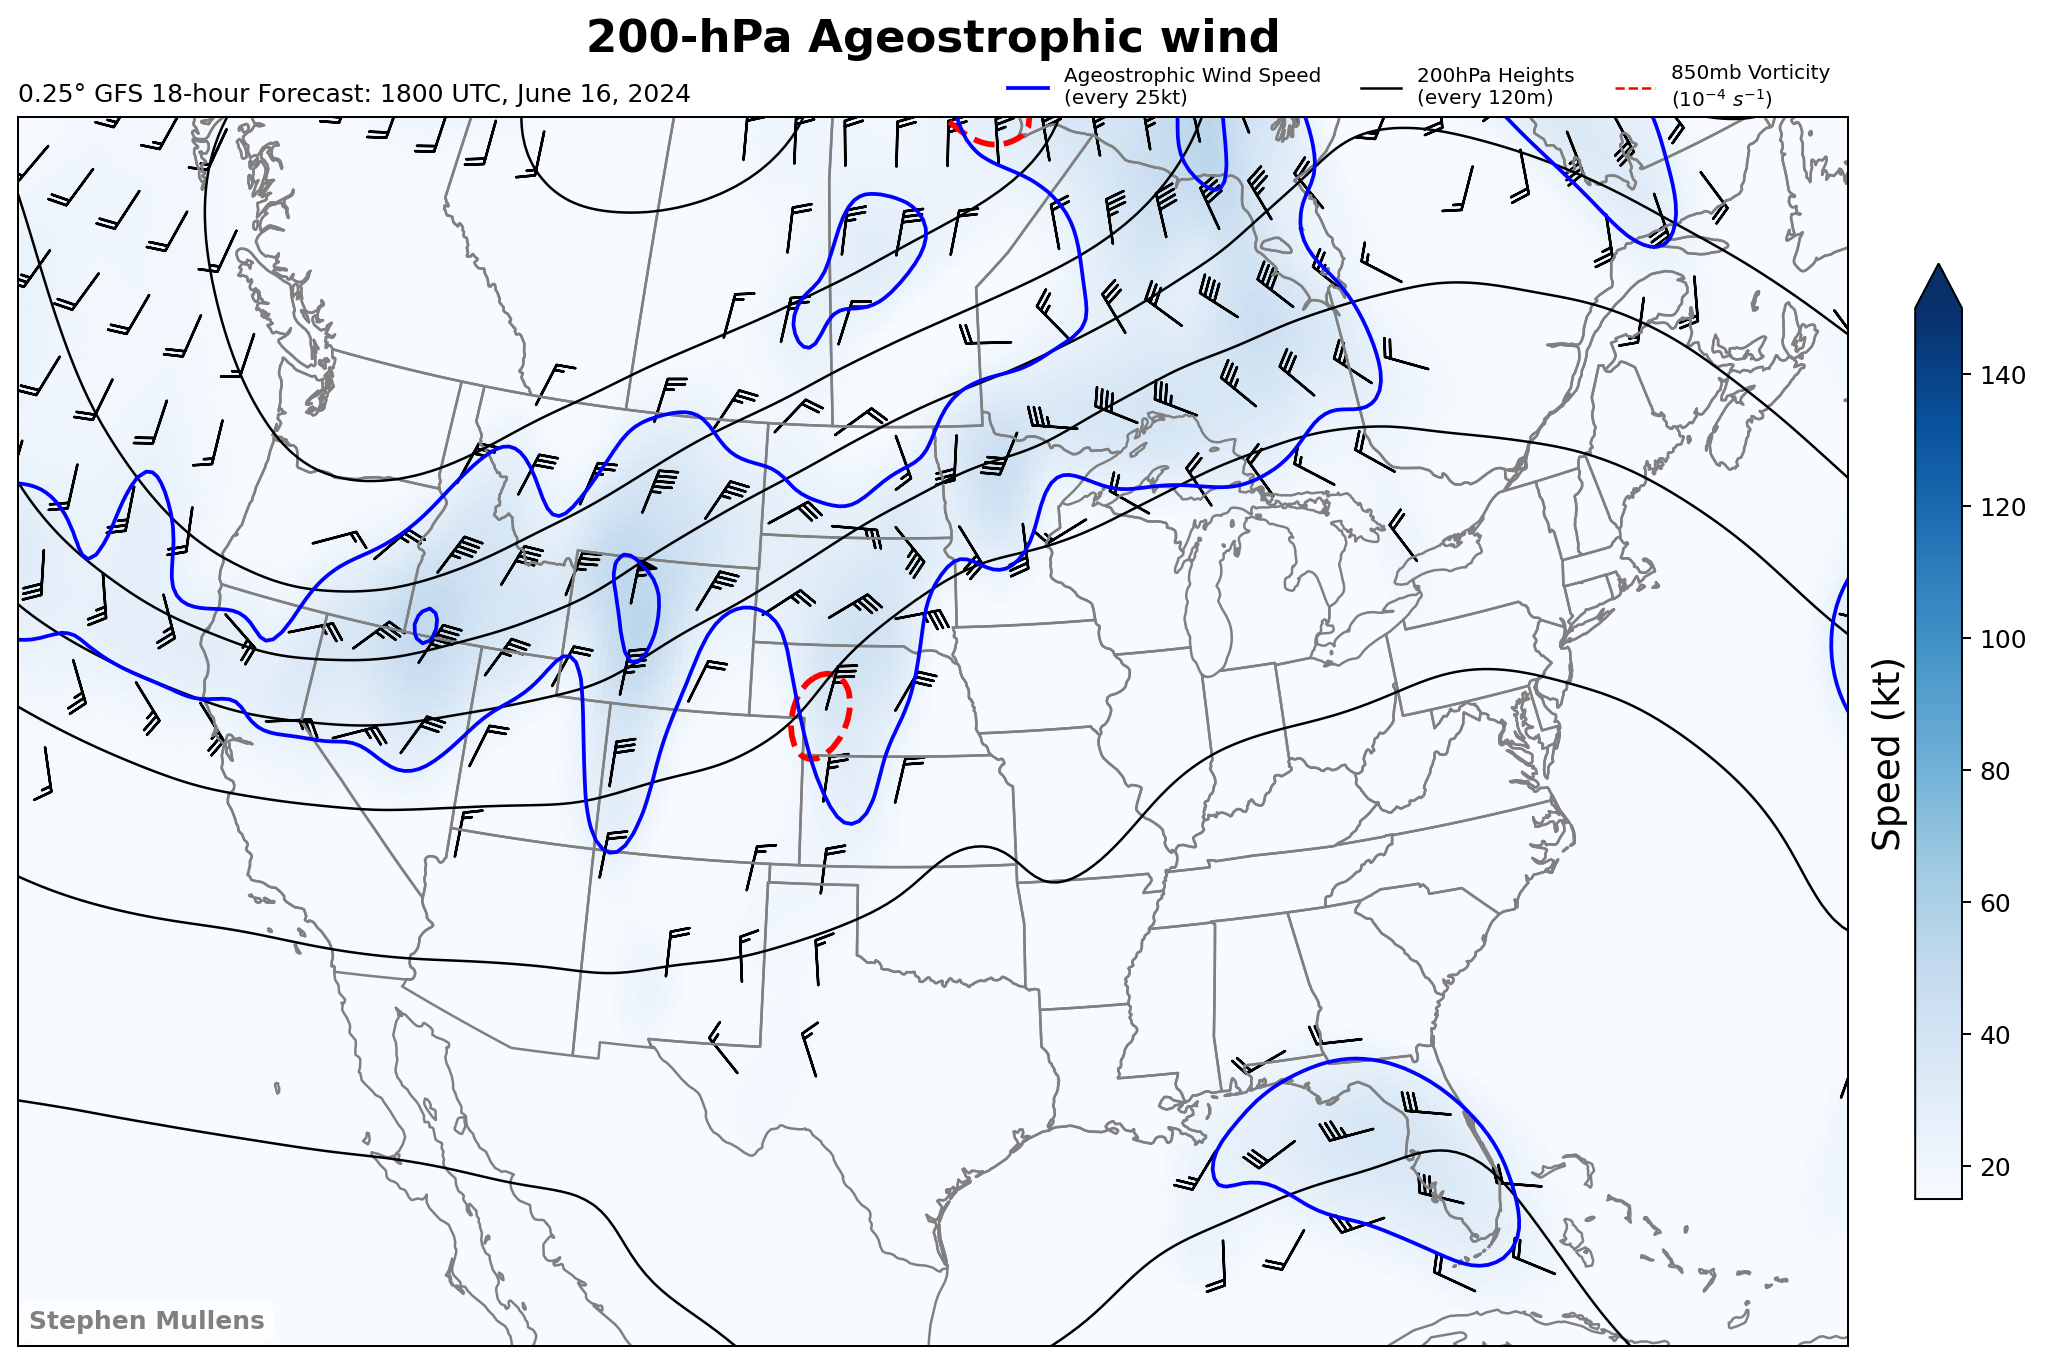 200-hPa Ageostrophic wind
0.25° GFS 18-hour Forecast: 1800 UTC, June 16, 2024
Ageostrophic Wind Speed
(every 25kt)
200hPa Heights
(every 120m)
850mb Vorticity
(10⁻⁴ s⁻¹)
140
120
100
80
60
40
20
Speed (kt)
Stephen Mullens